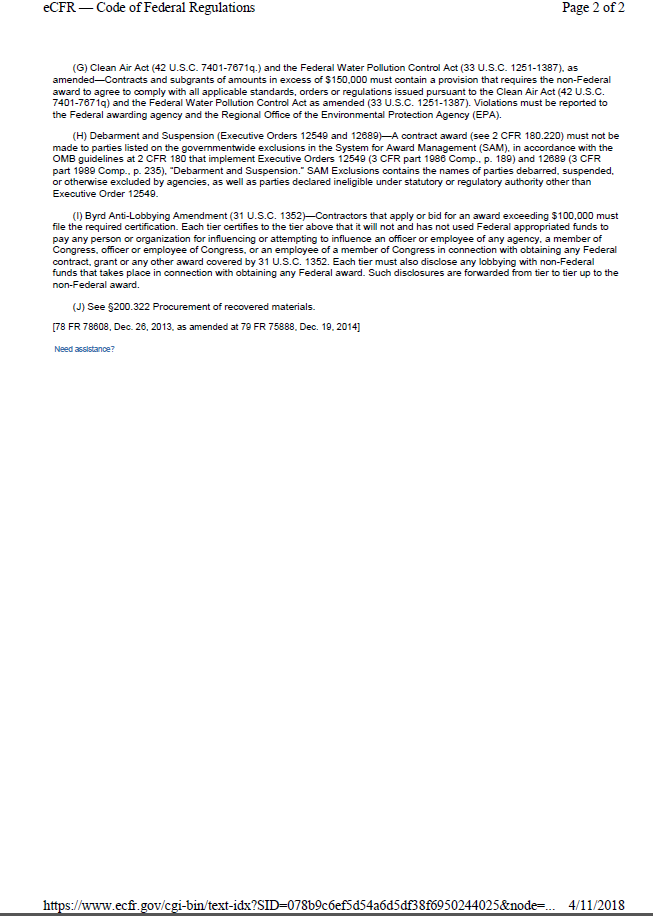 eCFR — Code of Federal Regulations
Page 2 of 2
(G) Clean Air Act (42 U.S.C. 7401-7671q.) and the Federal Water Pollution Control Act (33 U.S.C. 1251-1387), as
amended—Contracts and subgrants of amounts in excess of $150,000 must contain a provision that requires the non-Federal
award to agree to comply with all applicable standards, orders or regulations issued pursuant to the Clean Air Act (42 U.S.C.
7401-7671q) and the Federal Water Pollution Control Act as amended (33 U.S.C. 1251-1387). Violations must be reported to
the Federal awarding agency and the Regional Office of the Environmental Protection Agency (EPA).
(H) Debarment and Suspension (Executive Orders 12549 and 12689)—A contract award (see 2 CFR 180.220) must not be
made to parties listed on the governmentwide exclusions in the System for Award Management (SAM), in accordance with the
OMB guidelines at 2 CFR 180 that implement Executive Orders 12549 (3 CFR part 1986 Comp., p. 189) and 12689 (3 CFR
part 1989 Comp., p. 235), “Debarment and Suspension.” SAM Exclusions contains the names of parties debarred, suspended,
or otherwise excluded by agencies, as well as parties declared ineligible under statutory or regulatory authority other than
Executive Order 12549.
(I) Byrd Anti-Lobbying Amendment (31 U.S.C. 1352)—Contractors that apply or bid for an award exceeding $100,000 must
file the required certification. Each tier certifies to the tier above that it will not and has not used Federal appropriated funds to
pay any person or organization for influencing or attempting to influence an officer or employee of any agency, a member of
Congress, officer or employee of Congress, or an employee of a member of Congress in connection with obtaining any Federal
contract, grant or any other award covered by 31 U.S.C. 1352. Each tier must also disclose any lobbying with non-Federal
funds that takes place in connection with obtaining any Federal award. Such disclosures are forwarded from tier to tier up to the
non-Federal award.
(J) See §200.322 Procurement of recovered materials.
[78 FR 78608, Dec. 26, 2013, as amended at 79 FR 75888, Dec. 19, 2014]
Need assistance?
https://www.ecfr.gov/cgi-bin/text-idx?SID=078b9c6ef5d54a6d5df38f6950244025&node=... 4/11/2018